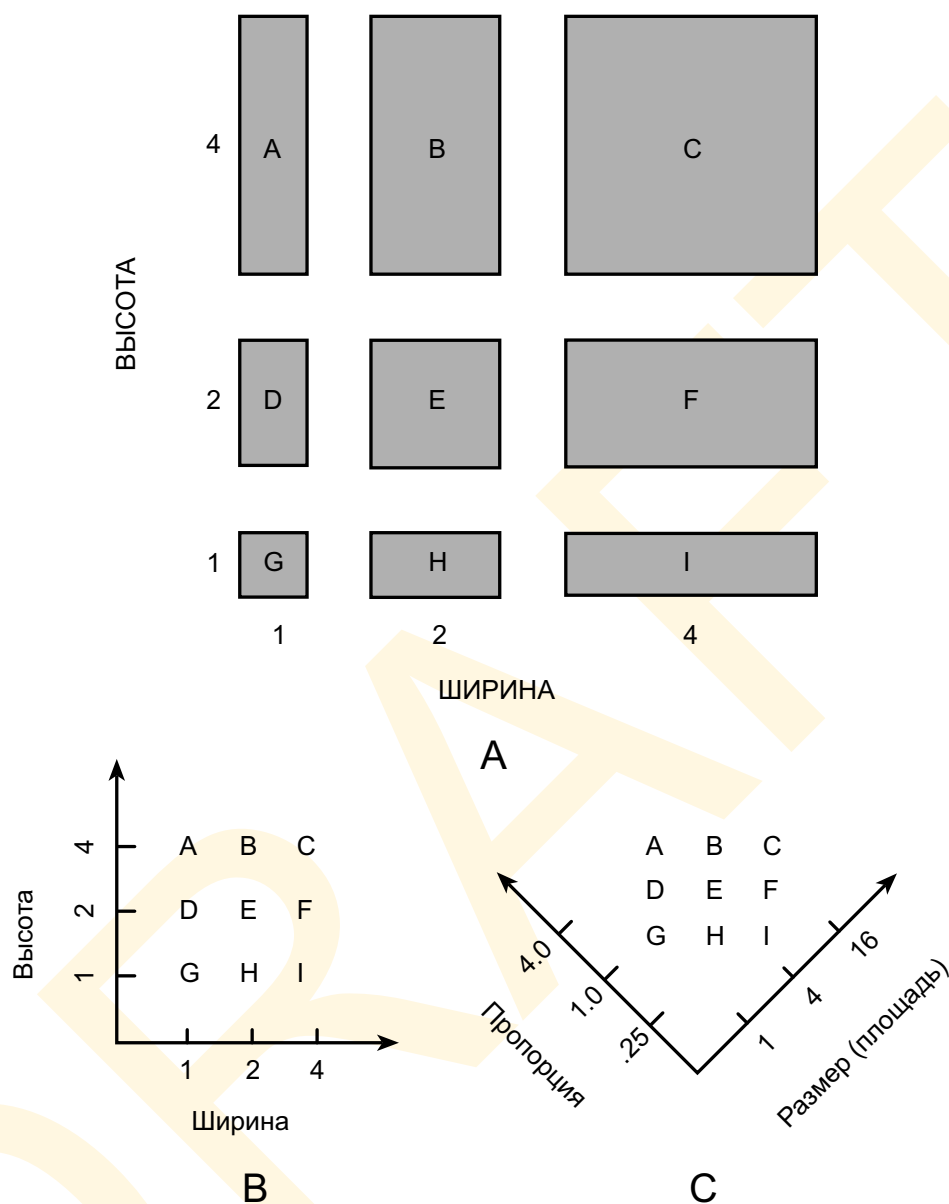 4 A B C
ВЫСОТА
2 D E F
1 G H I
1 2 4
ШИРИНА
A
Высота
4 A B C
2 D E F
1 G H I
1 2 4
Ширина
B
A B C
D E F
G H I
4.0 1.0 .25
Пропорция
1 4 16
Размер (площадь)
C
DRAFT